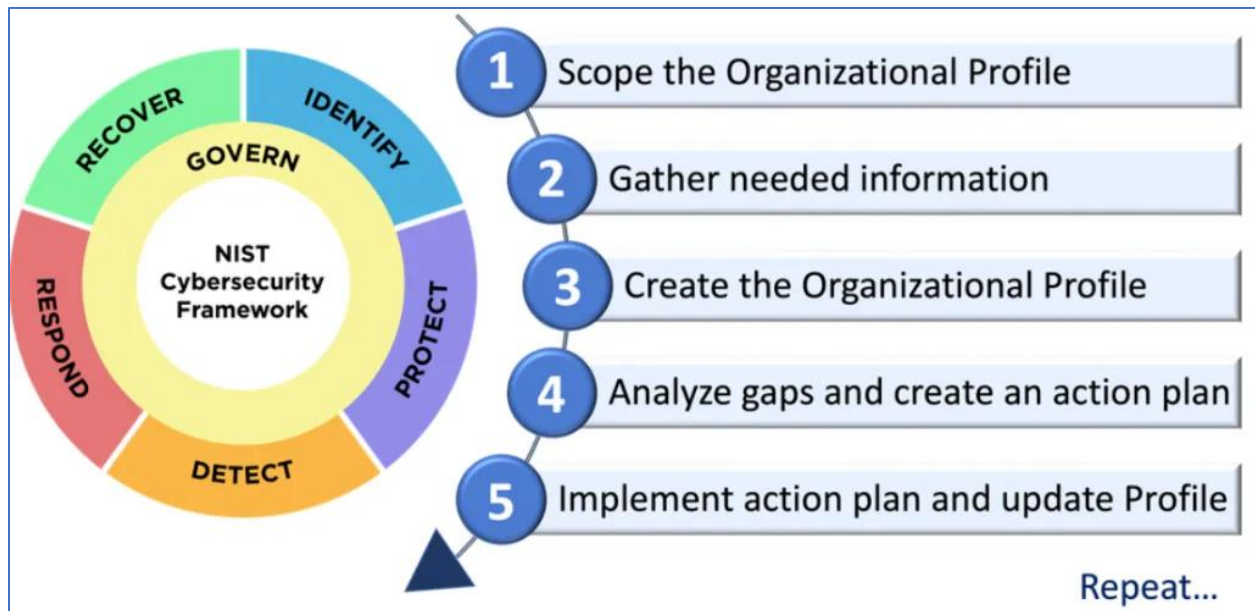 RECOVER
IDENTIFY
GOVERN
NIST
Cybersecurity
Framework
RESPOND
PROTECT
DETECT
1 Scope the Organizational Profile
2 Gather needed information
3 Create the Organizational Profile
4 Analyze gaps and create an action plan
5 Implement action plan and update Profile
Repeat...